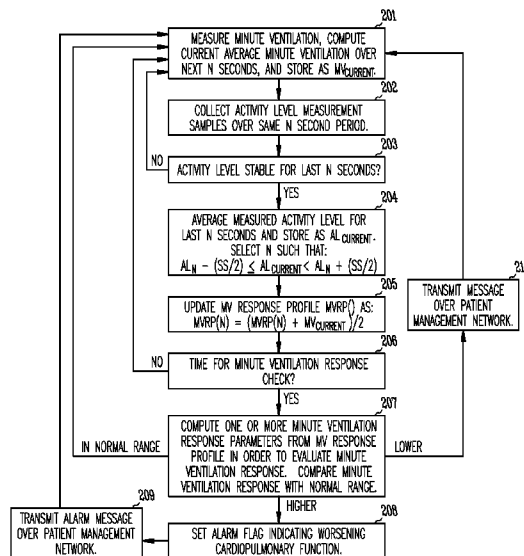 201
MEASURE MINUTE VENTILATION, COMPUTE
CURRENT AVERAGE MINUTE VENTILATION OVER
NEXT N SECONDS, AND STORE AS MVCURRENT.
202
COLLECT ACTIVITY LEVEL MEASUREMENT
SAMPLES OVER SAME N SECOND PERIOD.
203
NO
ACTIVITY LEVEL STABLE FOR LAST N SECONDS?
YES
204
AVERAGE MEASURED ACTIVITY LEVEL FOR
LAST N SECONDS AND STORE AS ALCURRENT.
SELECT N SUCH THAT:
ALN - (SS/2) ≤ ALCURRENT < ALN + (SS/2)
205
UPDATE MV RESPONSE PROFILE MVRP() AS:
MVRP(N) = (MVRP(N) + MVCURRENT)/2
21
TRANSMIT MESSAGE
OVER PATIENT
MANAGEMENT NETWORK.
206
NO
TIME FOR MINUTE VENTILATION RESPONSE
CHECK?
YES
207
COMPUTE ONE OR MORE MINUTE VENTILATION
RESPONSE PARAMETERS FROM MV RESPONSE
PROFILE IN ORDER TO EVALUATE MINUTE
VENTILATION RESPONSE. COMPARE MINUTE
VENTILATION RESPONSE WITH NORMAL RANGE.
IN NORMAL RANGE
LOWER
HIGHER
208
SET ALARM FLAG INDICATING WORSENING
CARDIOPULMONARY FUNCTION.
209
TRANSMIT ALARM MESSAGE
OVER PATIENT MANAGEMENT
NETWORK.